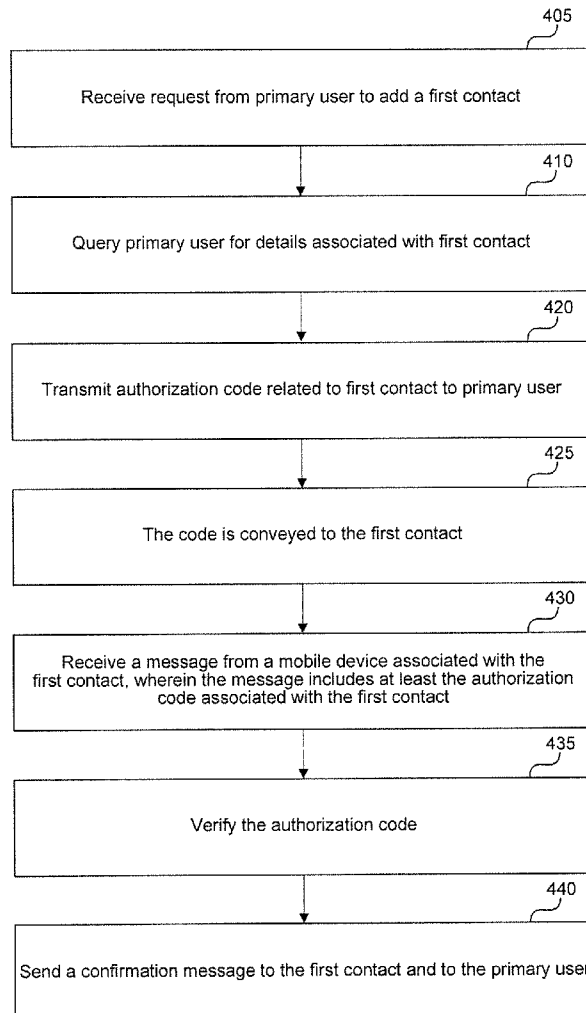 405
Receive request from primary user to add a first contact
410
Query primary user for details associated with first contact
420
Transmit authorization code related to first contact to primary user
425
The code is conveyed to the first contact
430
Receive a message from a mobile device associated with the
first contact, wherein the message includes at least the authorization
code associated with the first contact
435
Verify the authorization code
440
Send a confirmation message to the first contact and to the primary user